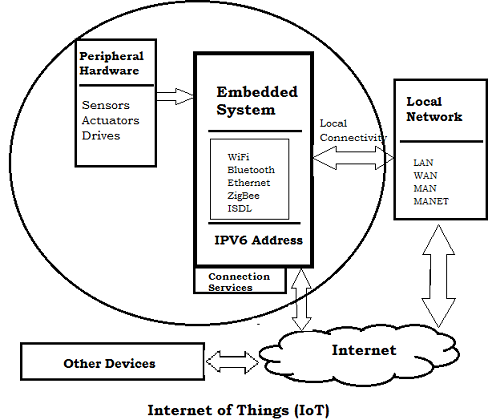 Peripheral
Hardware
Sensors
Actuators
Drives
Embedded
System
WiFi
Bluetooth
Ethernet
ZigBee
ISDL
IPV6 Address
Connection
Services
Local
Connectivity
Local
Network
LAN
WAN
MAN
MANET
Internet
Other Devices
Internet of Things (IoT)